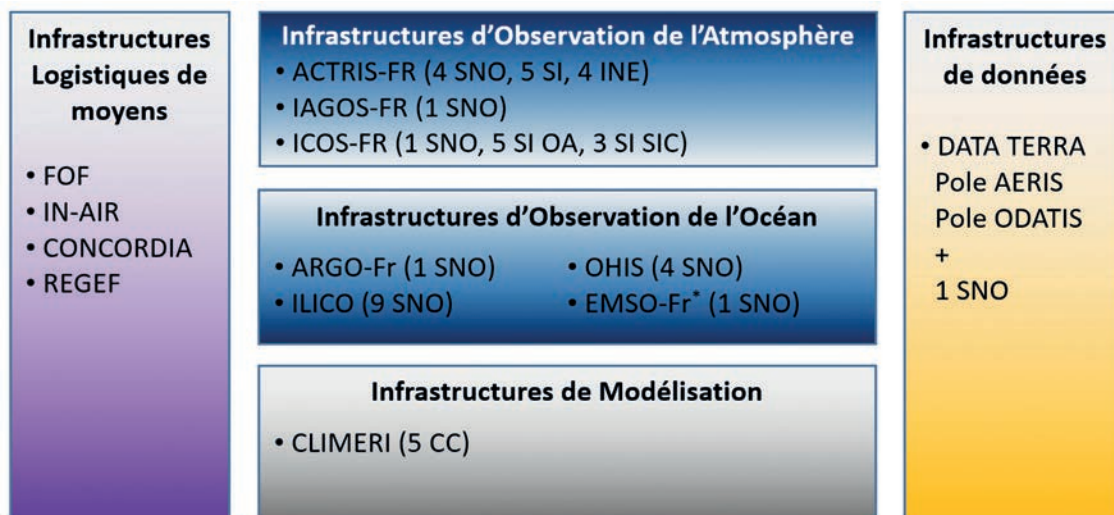 Infrastructures
Logistiques de
moyens
• FOF
• IN-AIR
• CONCORDIA
• REGEF
Infrastructures d’Observation de l’Atmosphère
• ACTRIS-FR (4 SNO, 5 SI, 4 INE)
• IAGOS-FR (1 SNO)
• ICOS-FR (1 SNO, 5 SI OA, 3 SI SIC)
Infrastructures d’Observation de l’Océan
• ARGO-Fr (1 SNO)
• ILICO (9 SNO)
• OHIS (4 SNO)
• EMSO-Fr* (1 SNO)
Infrastructures de Modélisation
• CLIMERI (5 CC)
Infrastructures
de données
• DATA TERRA
Pole AERIS
Pole ODATIS
+
1 SNO